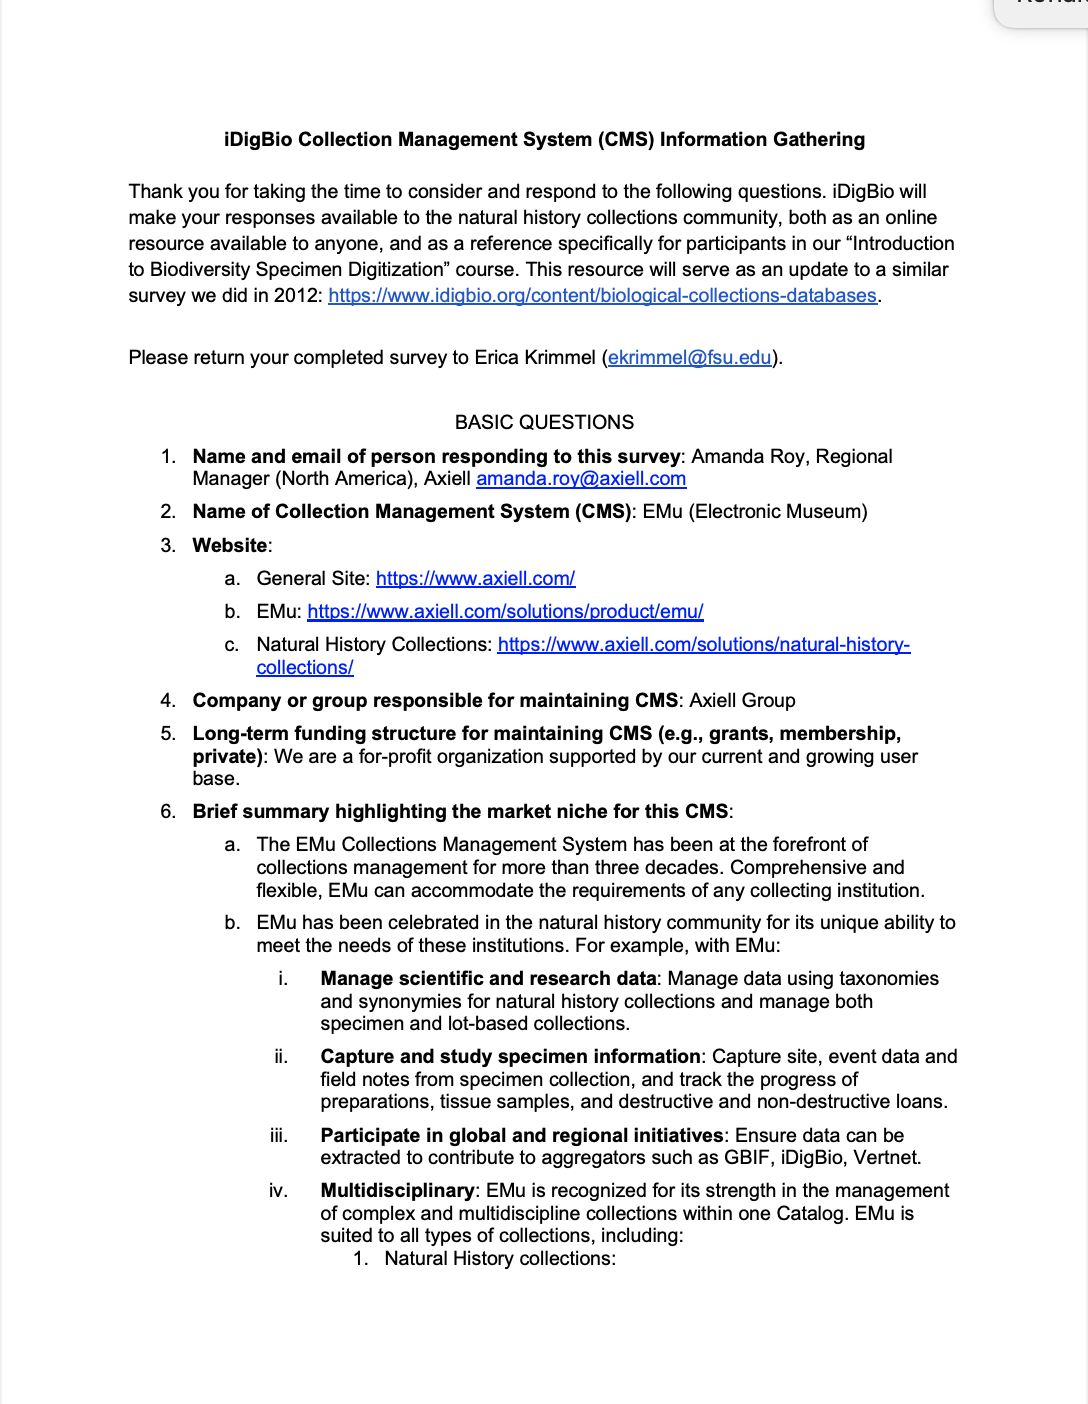 iDigBio Collection Management System (CMS) Information Gathering
Thank you for taking the time to consider and respond to the following questions. iDigBio will
make your responses available to the natural history collections community, both as an online
resource available to anyone, and as a reference specifically for participants in our “Introduction
to Biodiversity Specimen Digitization” course. This resource will serve as an update to a similar
survey we did in 2012: https://www.idigbio.org/content/biological-collections-databases.
Please return your completed survey to Erica Krimmel (ekrimmel@fsu.edu).
BASIC QUESTIONS
1. Name and email of person responding to this survey: Amanda Roy, Regional
Manager (North America), Axiell amanda.roy@axiell.com
2. Name of Collection Management System (CMS): EMu (Electronic Museum)
3. Website:
a. General Site: https://www.axiell.com/
b. EMu: https://www.axiell.com/solutions/product/emu/
c. Natural History Collections: https://www.axiell.com/solutions/natural-history-
collections/
4. Company or group responsible for maintaining CMS: Axiell Group
5. Long-term funding structure for maintaining CMS (e.g., grants, membership,
private): We are a for-profit organization supported by our current and growing user
base.
6. Brief summary highlighting the market niche for this CMS:
a. The EMu Collections Management System has been at the forefront of
collections management for more than three decades. Comprehensive and
flexible, EMu can accommodate the requirements of any collecting institution.
b. EMu has been celebrated in the natural history community for its unique ability to
meet the needs of these institutions. For example, with EMu:
i. Manage scientific and research data: Manage data using taxonomies
and synonymies for natural history collections and manage both
specimen and lot-based collections.
ii. Capture and study specimen information: Capture site, event data and
field notes from specimen collection, and track the progress of
preparations, tissue samples, and destructive and non-destructive loans.
iii. Participate in global and regional initiatives: Ensure data can be
extracted to contribute to aggregators such as GBIF, iDigBio, Vertnet.
iv. Multidisciplinary: EMu is recognized for its strength in the management
of complex and multidiscipline collections within one Catalog. EMu is
suited to all types of collections, including:
1. Natural History collections: